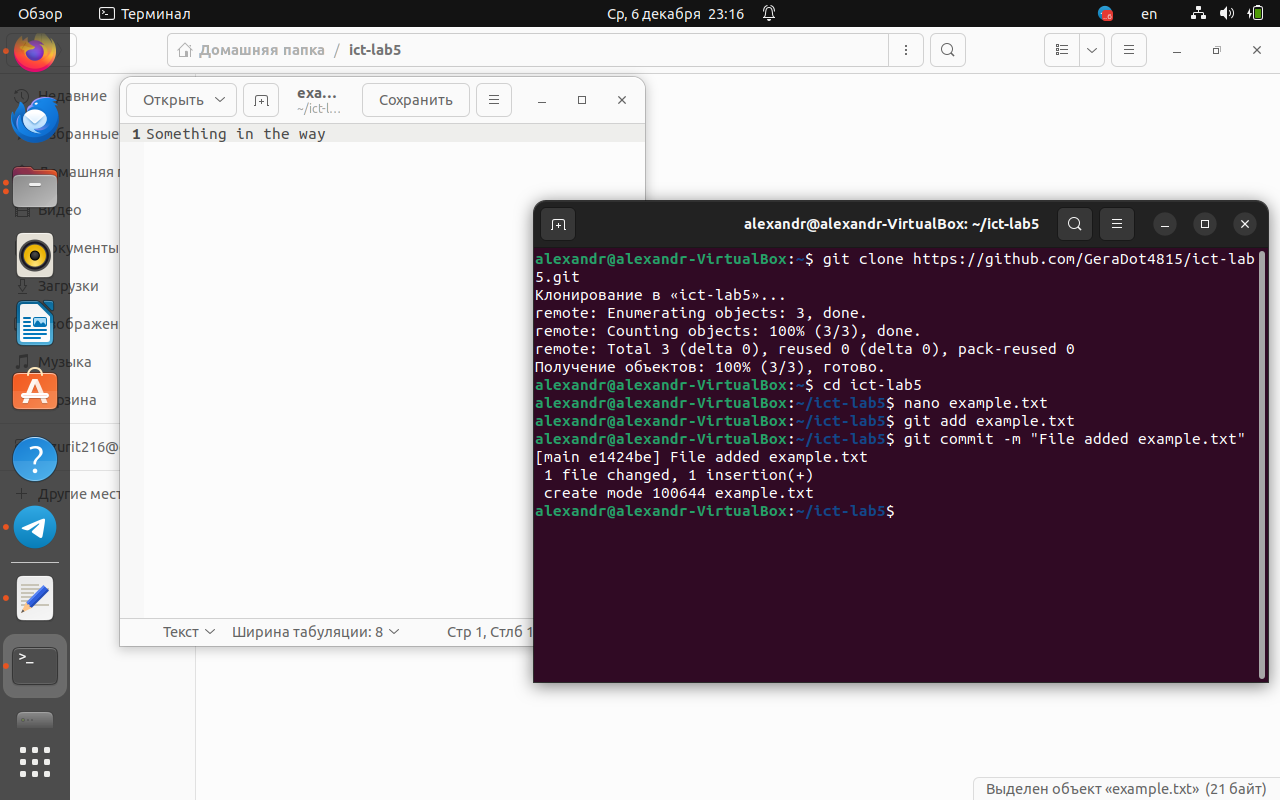 Обзор
Терминал
Ср, 6 декабря 23:16
en
Домашняя папка / ict-lab5
Недавние
Домашняя
Видео
Загрузки
Музыка
Другие мест
Открыть
exa...
~/ict-l...
Сохранить
1 Something in the way
Текст
Ширина табуляции: 8
Стр 1, Стлб 1
alexandr@alexandr-VirtualBox: ~/ict-lab5
alexandr@alexandr-VirtualBox:~$ git clone https://github.com/GeraDot4815/ict-lab
5.git
Клонирование в «ict-lab5»...
remote: Enumerating objects: 3, done.
remote: Counting objects: 100% (3/3), done.
remote: Total 3 (delta 0), reused 0 (delta 0), pack-reused 0
Получение объектов: 100% (3/3), готово.
alexandr@alexandr-VirtualBox:~$ cd ict-lab5
alexandr@alexandr-VirtualBox:~/ict-lab5$ nano example.txt
alexandr@alexandr-VirtualBox:~/ict-lab5$ git add example.txt
alexandr@alexandr-VirtualBox:~/ict-lab5$ git commit -m "File added example.txt"
[main e1424be] File added example.txt
1 file changed, 1 insertion(+)
create mode 100644 example.txt
alexandr@alexandr-VirtualBox:~/ict-lab5$
Выделен объект «example.txt» (21 байт)